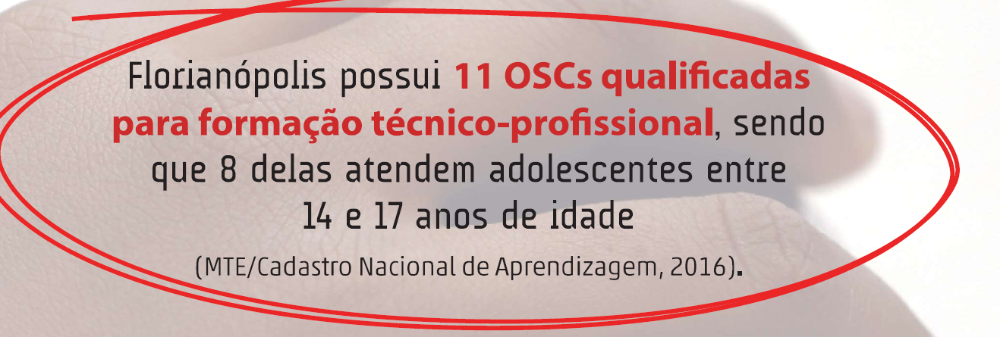 Florianópolis possui 11 OSCs qualificadas
para formação técnico-profissional, sendo
que 8 delas atendem adolescentes entre
14 e 17 anos de idade
(MTE/Cadastro Nacional de Aprendizagem, 2016).